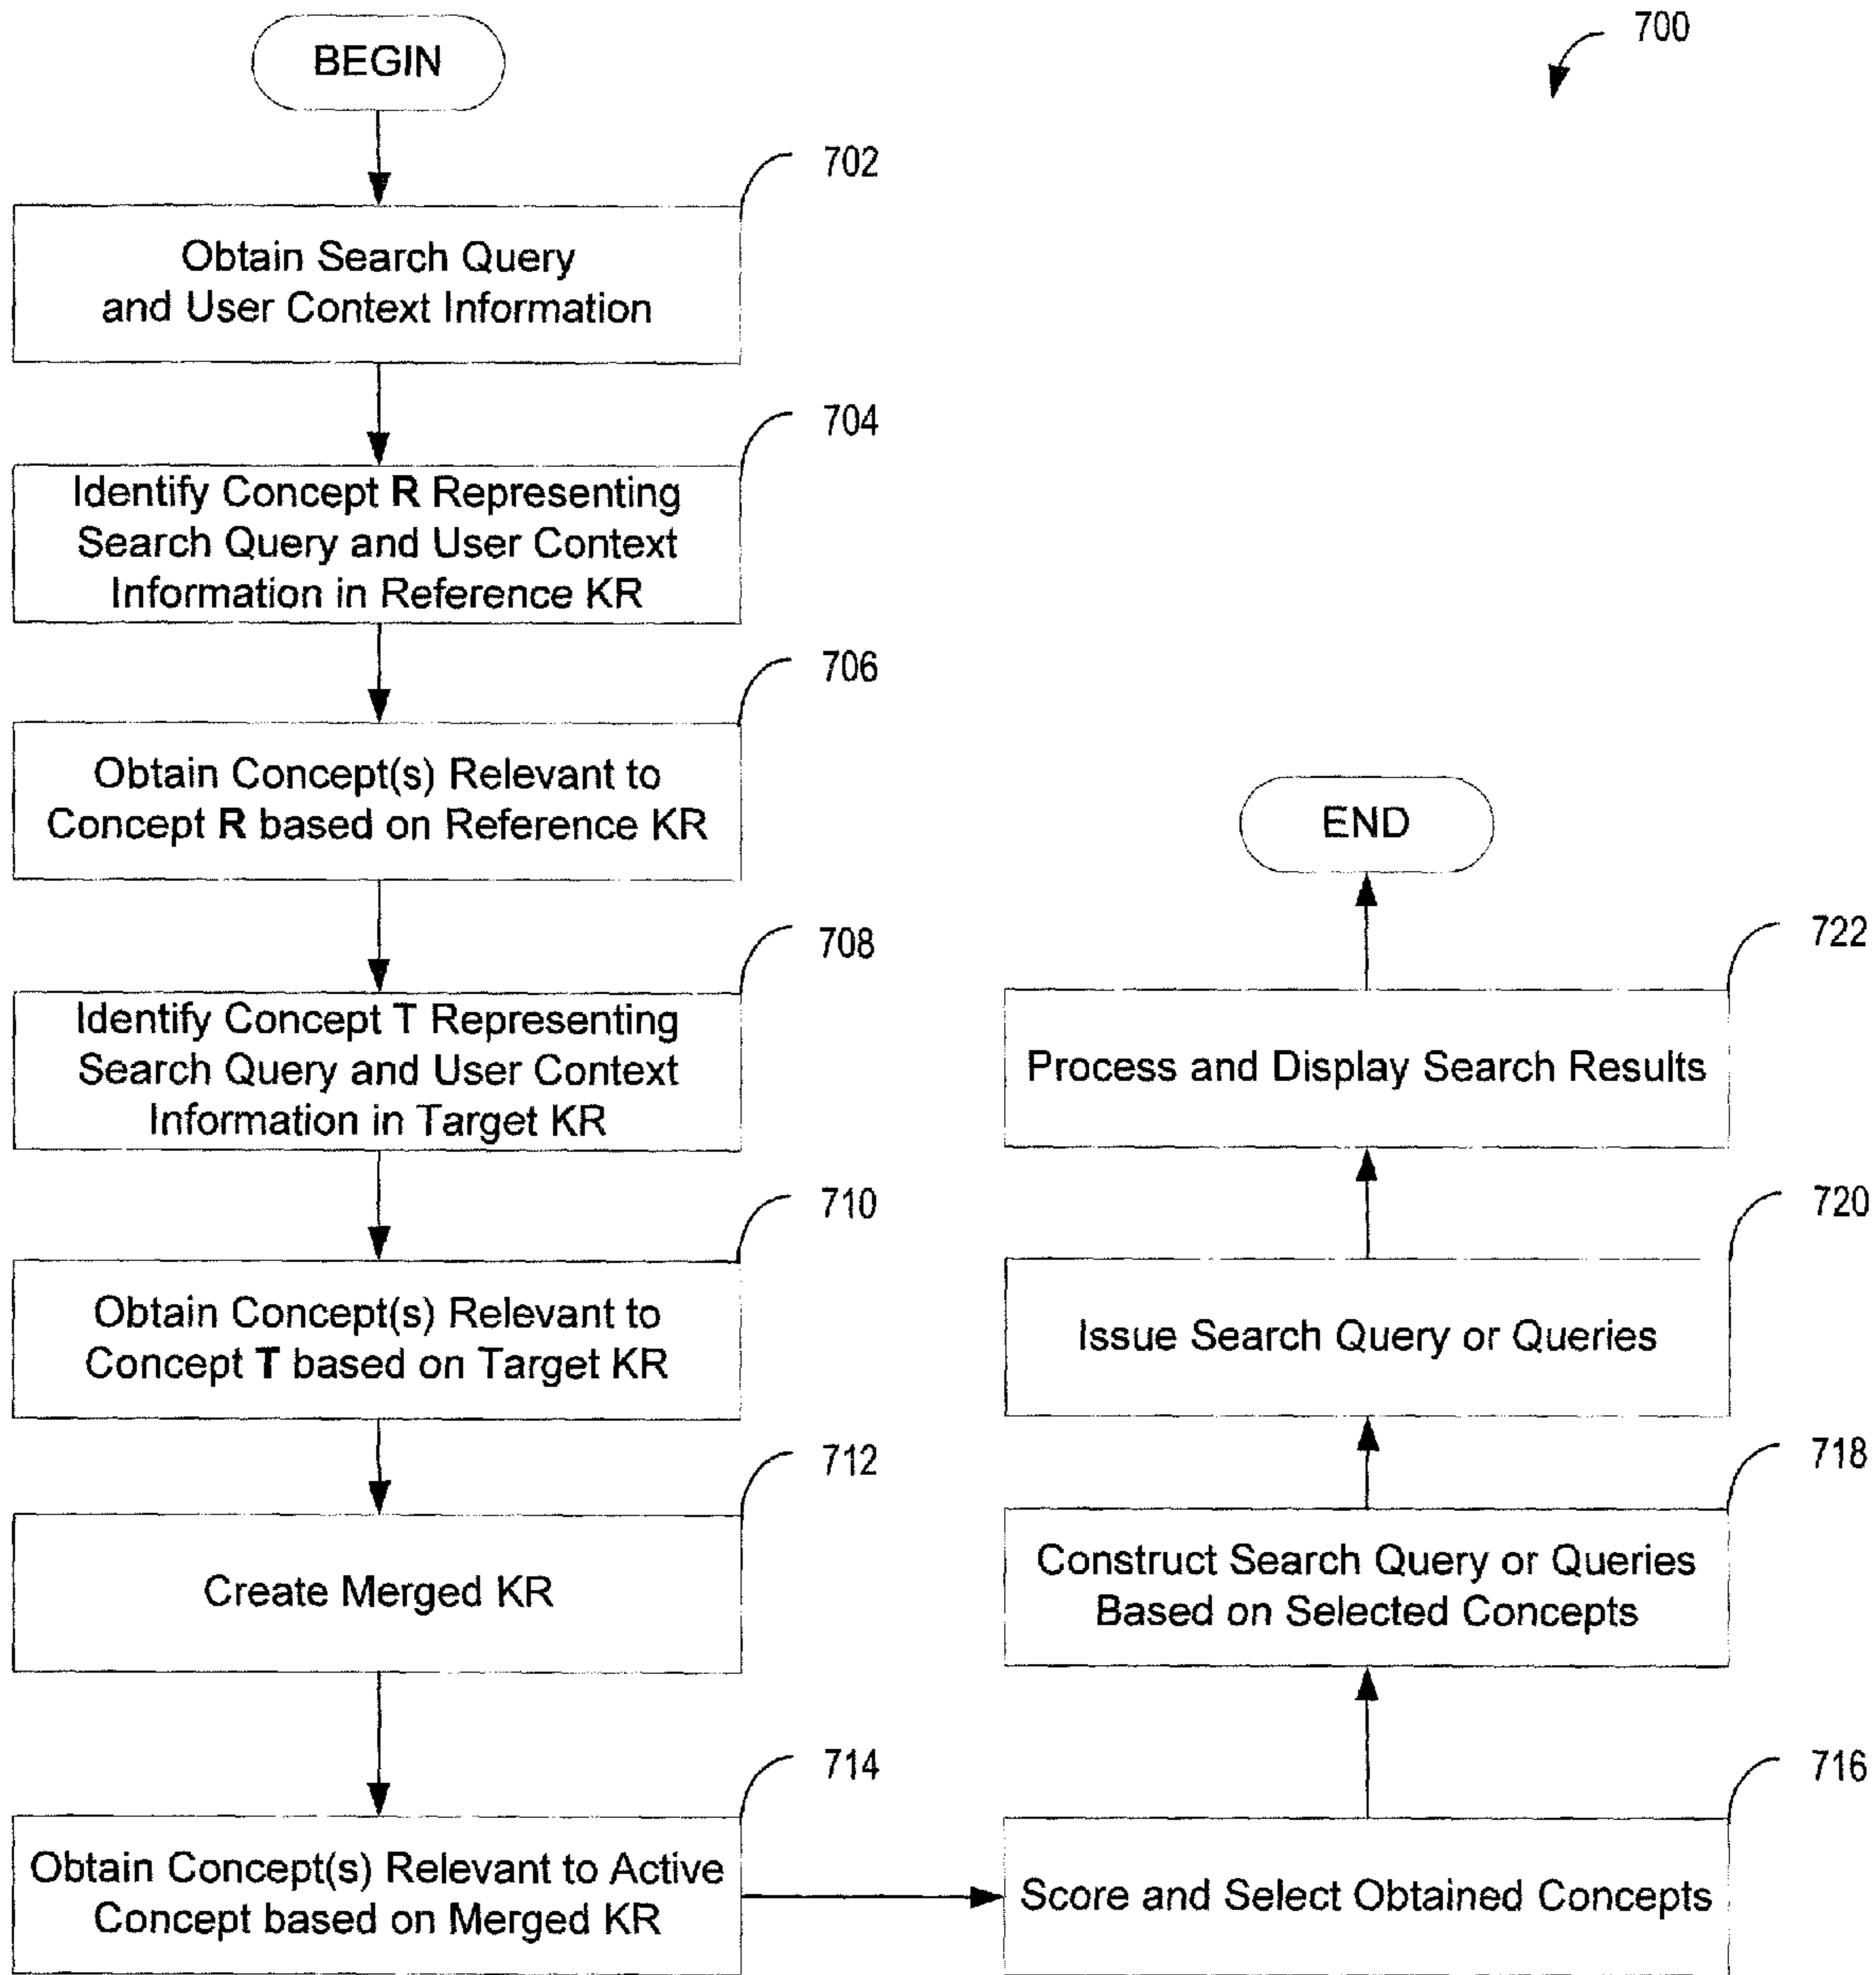 700
BEGIN
702
Obtain Search Query
and User Context Information
704
Identify Concept R Representing
Search Query and User Context
Information in Reference KR
706
Obtain Concept(s) Relevant to
Concept R based on Reference KR
708
Identify Concept T Representing
Search Query and User Context
Information in Target KR
710
Obtain Concept(s) Relevant to
Concept T based on Target KR
712
Create Merged KR
714
Obtain Concept(s) Relevant to Active
Concept based on Merged KR
716
Score and Select Obtained Concepts
718
Construct Search Query or Queries
Based on Selected Concepts
720
Issue Search Query or Queries
722
Process and Display Search Results
END